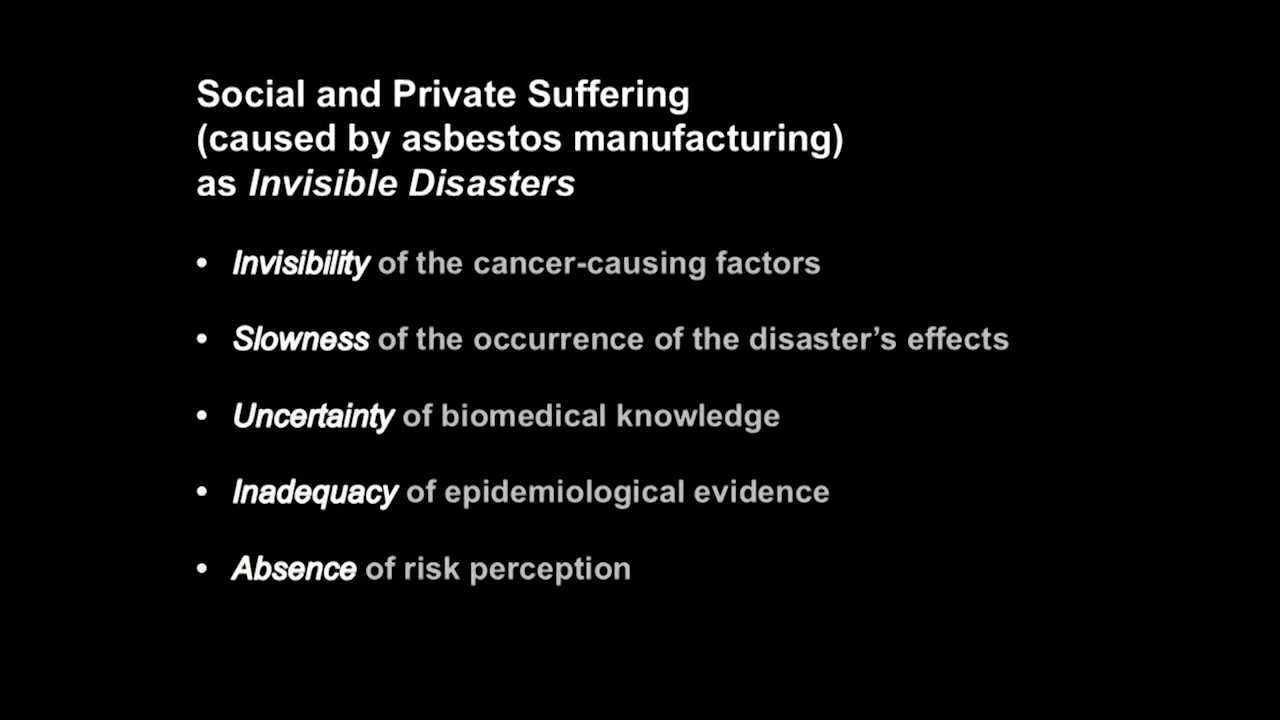 Social and Private Suffering
(caused by asbestos manufacturing)
as Invisible Disasters
• Invisibility of the cancer-causing factors
• Slowness of the occurrence of the disaster’s effects
• Uncertainty of biomedical knowledge
• Inadequacy of epidemiological evidence
• Absence of risk perception